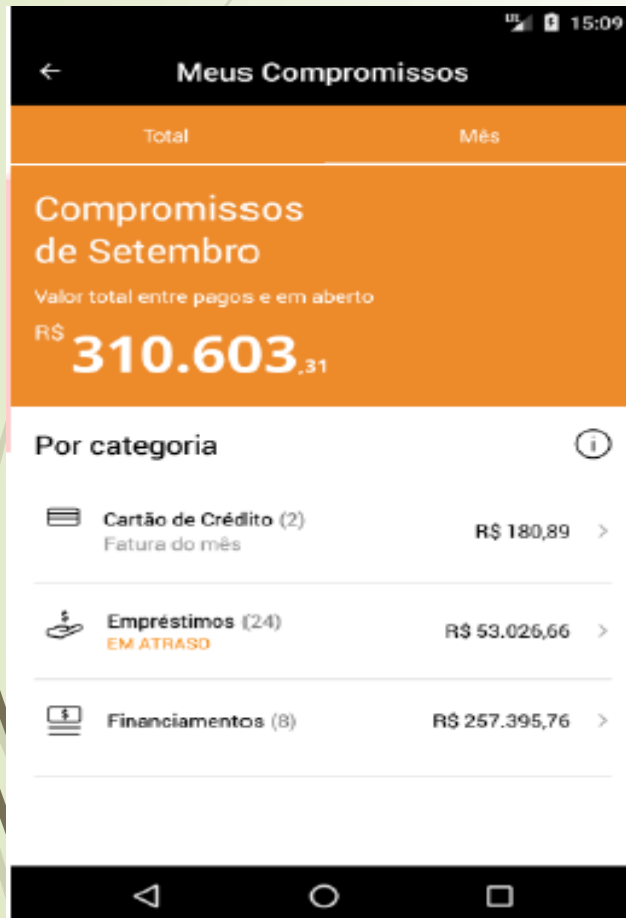 15:09
Meus Compromissos
Total Mês
Compromissos
de Setembro
Valor total entre pagos e em aberto
R$ 310.603,31
Por categoria
Cartão de Crédito (2) R$ 180,89
Fatura do mês
Empréstimos (24) R$ 53.026,66
EM ATRASO
Financiamentos (8) R$ 257.395,76